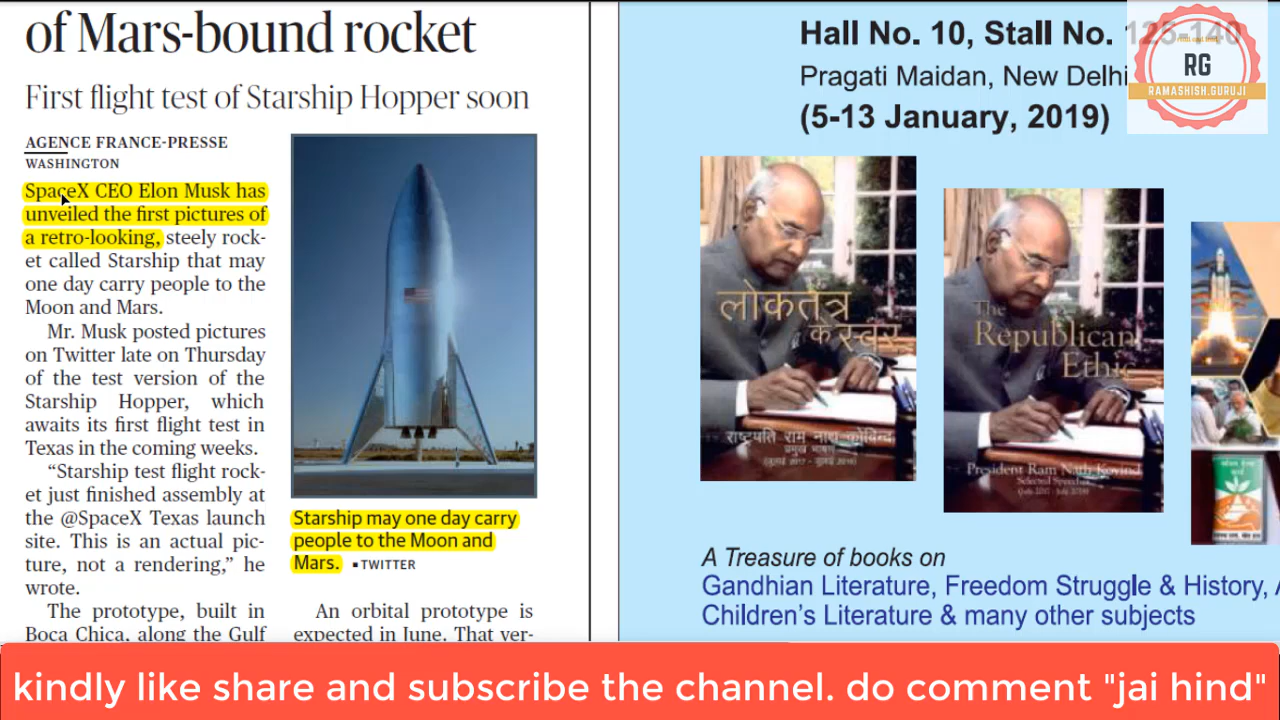 of Mars-bound rocket
First flight test of Starship Hopper soon
AGENCE FRANCE-PRESSE
WASHINGTON
SpaceX CEO Elon Musk has
unveiled the first pictures of
a retro-looking, steely rock-
et called Starship that may
one day carry people to the
Moon and Mars.
Mr. Musk posted pictures
on Twitter late on Thursday
of the test version of the
Starship Hopper, which
awaits its first flight test in
Texas in the coming weeks.
“Starship test flight rock-
et just finished assembly at
the @SpaceX Texas launch
site. This is an actual pic-
ture, not a rendering,” he
wrote.
The prototype, built in
Boca Chica, along the Gulf
Starship may one day carry
people to the Moon and
Mars. ▪TWITTER
An orbital prototype is
expected in June. That ver-
Hall No. 10, Stall No. 125-140
Pragati Maidan, New Delhi
(5-13 January, 2019)
RG
RAMASHISH.GURUJI
लोकतंत्र
के स्वर
राष्ट्रपति राम नाथ कोविन्द
The
Republican
Ethic
President Ram Nath Kovind
Selected Speeches
A Treasure of books on
Gandhian Literature, Freedom Struggle & History,
Children’s Literature & many other subjects
kindly like share and subscribe the channel. do comment "jai hind"